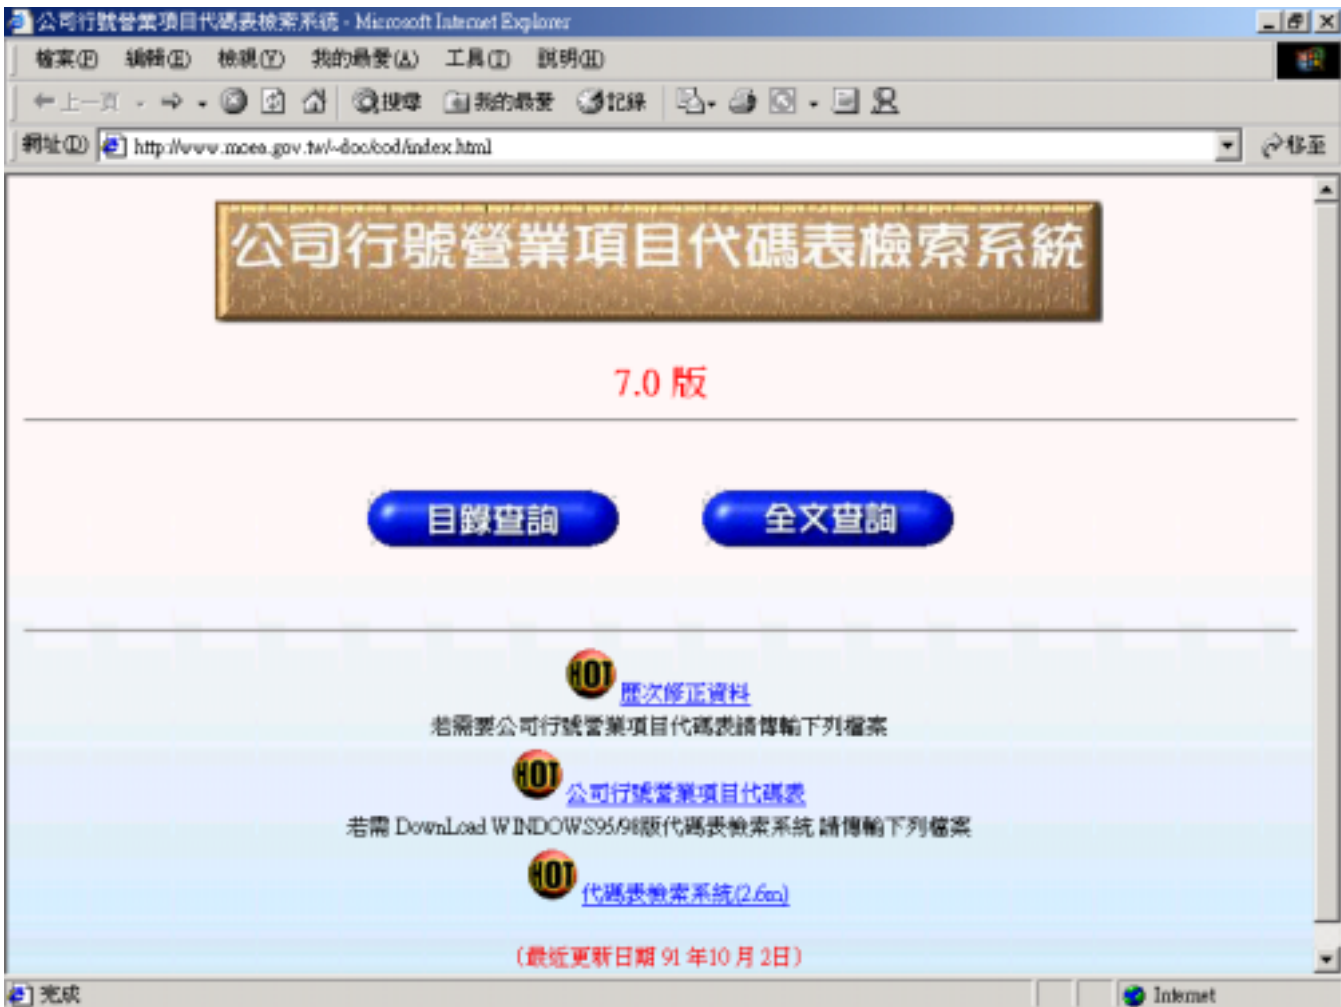 公司行號營業項目代碼表檢索系統 - Microsoft Internet Explorer
檔案(F) 編輯(E) 檢視(V) 我的最愛(A) 工具(T) 說明(H)
上一頁 搜尋 我的最愛 記錄
網址(D) http://www.moea.gov.tw/~doc/cod/index.html 移至
公司行號營業項目代碼表檢索系統
7.0 版
目錄查詢 全文查詢
HOT 歷次修正資料
若需要公司行號營業項目代碼表請傳輸下列檔案
HOT 公司行號營業項目代碼表
若需 DownLoad WINDOWS95/98版代碼表檢索系統 請傳輸下列檔案
HOT 代碼表檢索系統(2.6m)
(最近更新日期 91 年10 月 2日)
完成 Internet